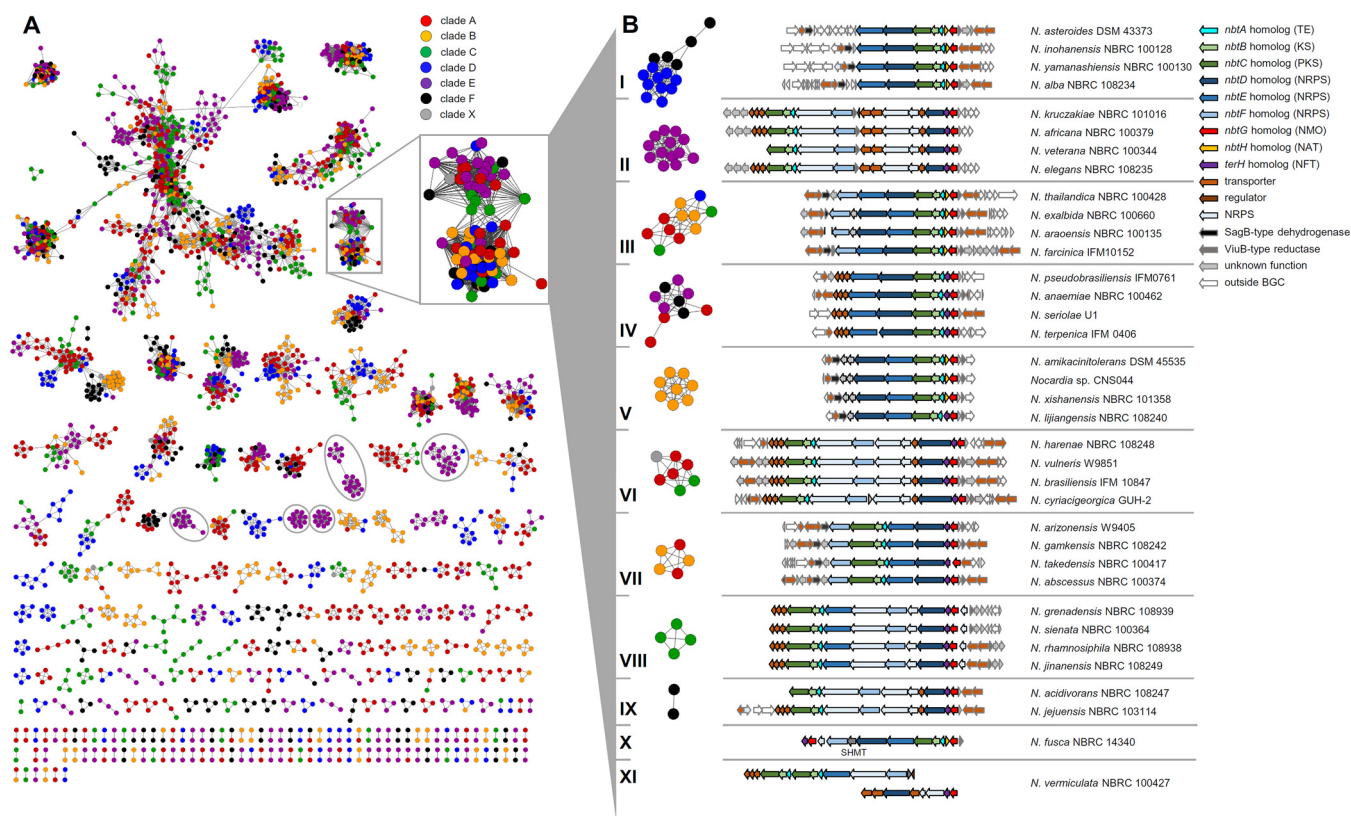 A
clade A
clade B
clade C
clade D
clade E
clade F
clade X
B
I
N. asteroides DSM 43373
N. inohanensis NBRC 100128
N. yamanashiensis NBRC 100130
N. alba NBRC 108234
II
N. kruczakiae NBRC 101016
N. africana NBRC 100379
N. veterana NBRC 100344
N. elegans NBRC 108235
III
N. thailandica NBRC 100428
N. exalbida NBRC 100660
N. araoensis NBRC 100135
N. farcinica IFM10152
IV
N. pseudobrasiliensis IFM0761
N. anaemiae NBRC 100462
N. seriolae U1
N. terpenica IFM 0406
V
N. amikacinitolerans DSM 45535
Nocardia sp. CNS044
N. xishanensis NBRC 101358
N. lijiangensis NBRC 108240
VI
N. harenae NBRC 108248
N. vulneris W9851
N. brasiliensis IFM 10847
N. cyriacigeorgica GUH-2
VII
N. arizonensis W9405
N. gamkensis NBRC 108242
N. takedensis NBRC 100417
N. abscessus NBRC 100374
VIII
N. grenadensis NBRC 108939
N. sienata NBRC 100364
N. rhamnosiphila NBRC 108938
N. jinanensis NBRC 108249
IX
N. acidivorans NBRC 108247
N. jejuensis NBRC 103114
X
SHMT
N. fusca NBRC 14340
XI
N. vermiculata NBRC 100427
nbtA homolog (TE)
nbtB homolog (KS)
nbtC homolog (PKS)
nbtD homolog (NRPS)
nbtE homolog (NRPS)
nbtF homolog (NRPS)
nbtG homolog (NMO)
nbtH homolog (NAT)
terH homolog (NFT)
transporter
regulator
NRPS
SagB-type dehydrogenase
ViuB-type reductase
unknown function
outside BGC